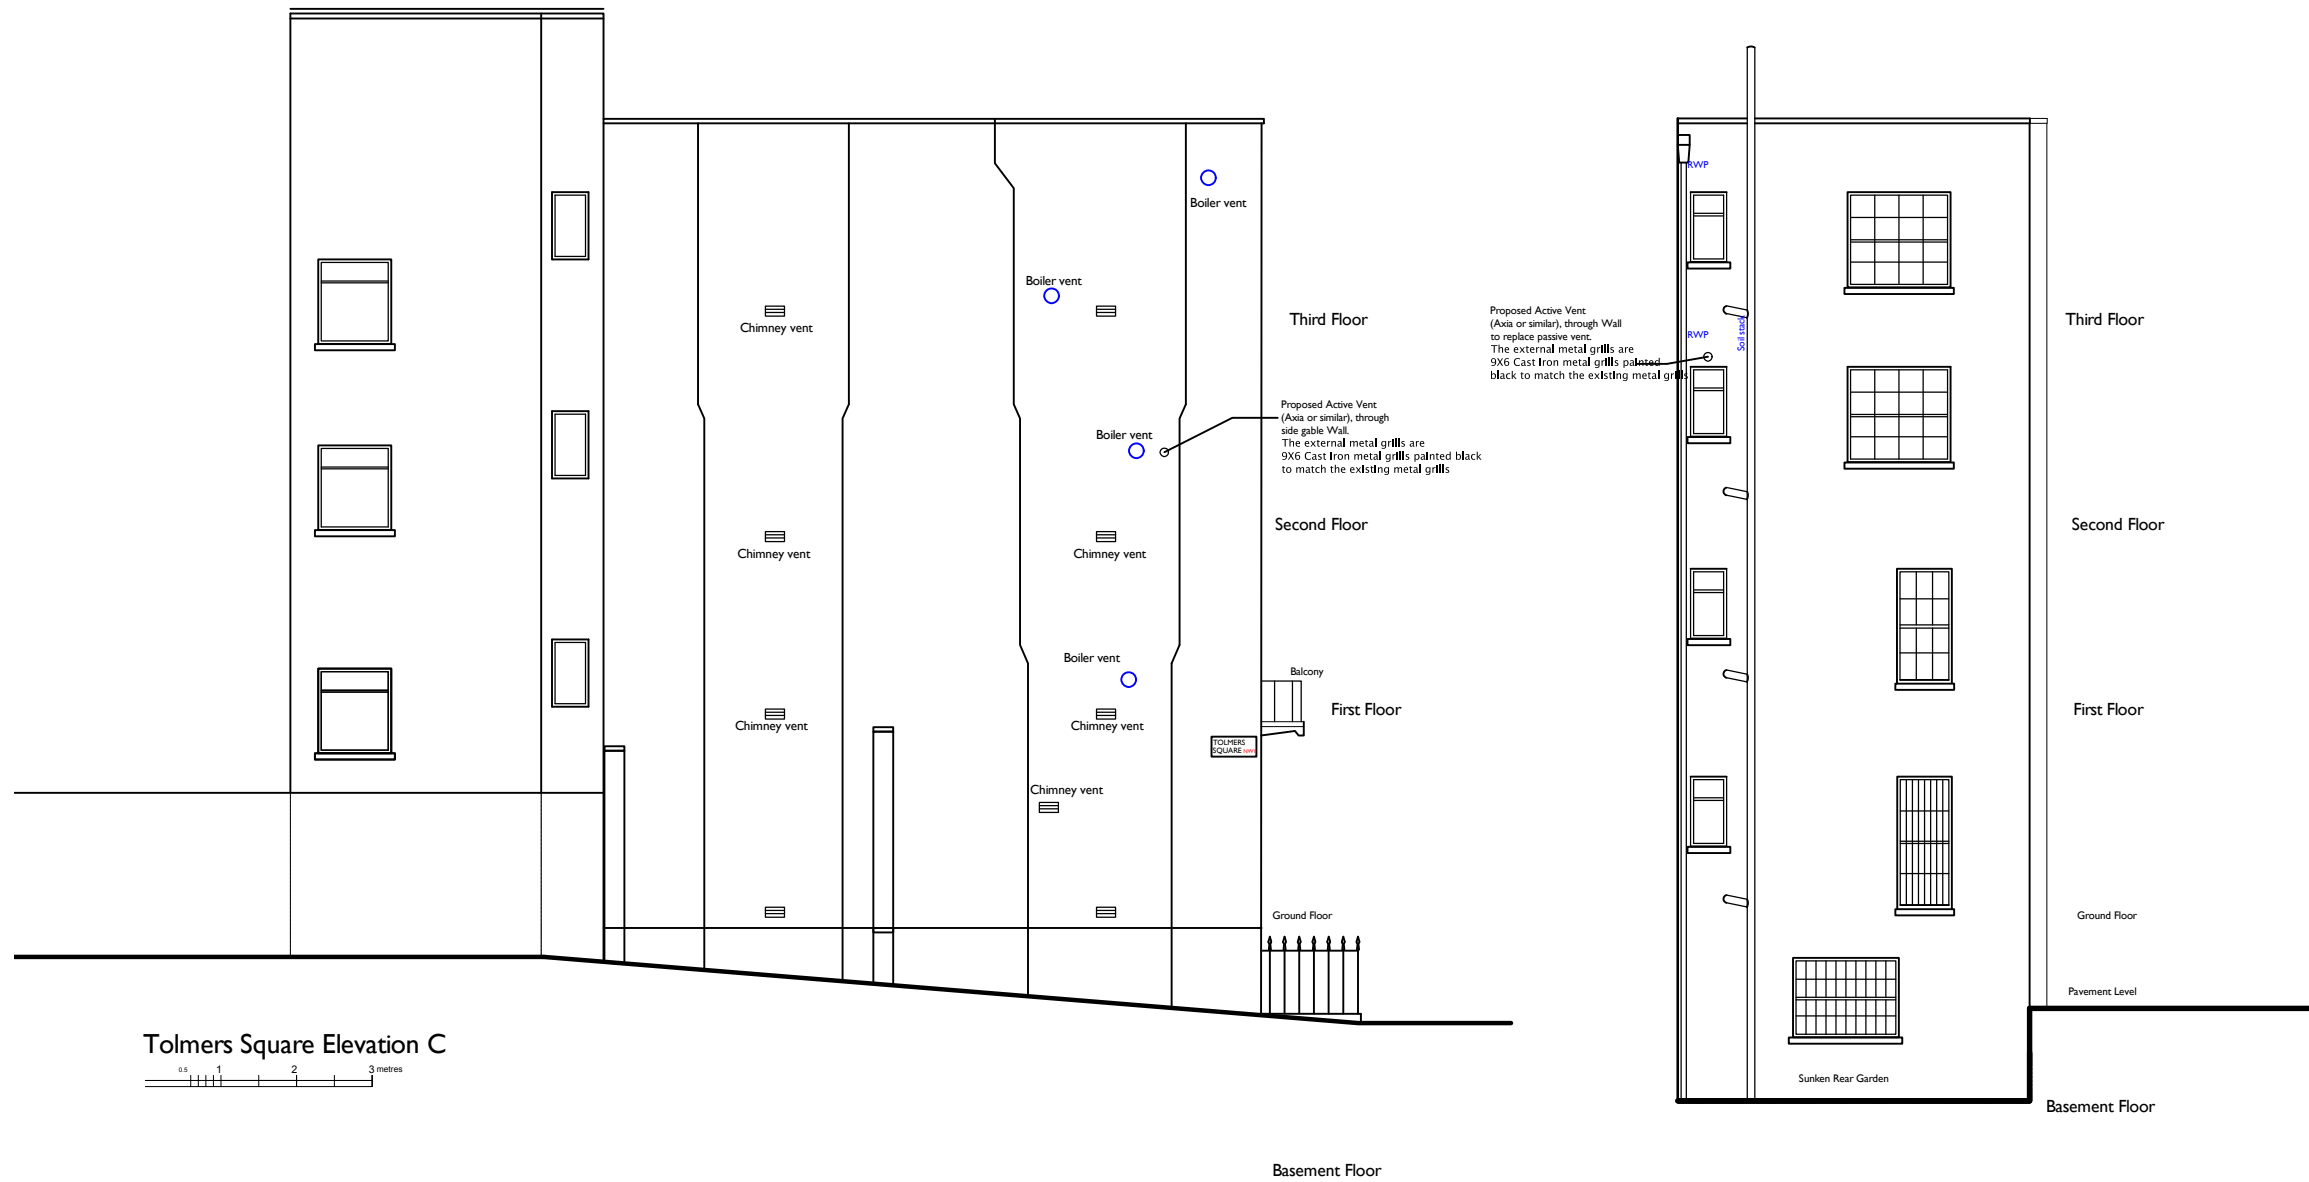 RWP
Boiler vent
Boiler vent
Chimney vent
Third Floor
Proposed Active Vent
(Axia or similar), through Wall
to replace passive vent.
The external metal grills are
9X6 Cast Iron metal grills painted
black to match the existing metal grills
RWP
Soil stack
Third Floor
Proposed Active Vent
(Axia or similar), through
side gable Wall.
The external metal grills are
9X6 Cast Iron metal grills painted black
to match the existing metal grills
Boiler vent
Second Floor
Second Floor
Chimney vent
Chimney vent
Boiler vent
Balcony
First Floor
First Floor
Chimney vent
Chimney vent
TOLMERS
SQUARE NW1
Chimney vent
Ground Floor
Ground Floor
Pavement Level
Tolmers Square Elevation C
0.5 1 2 3 metres
Sunken Rear Garden
Basement Floor
Basement Floor